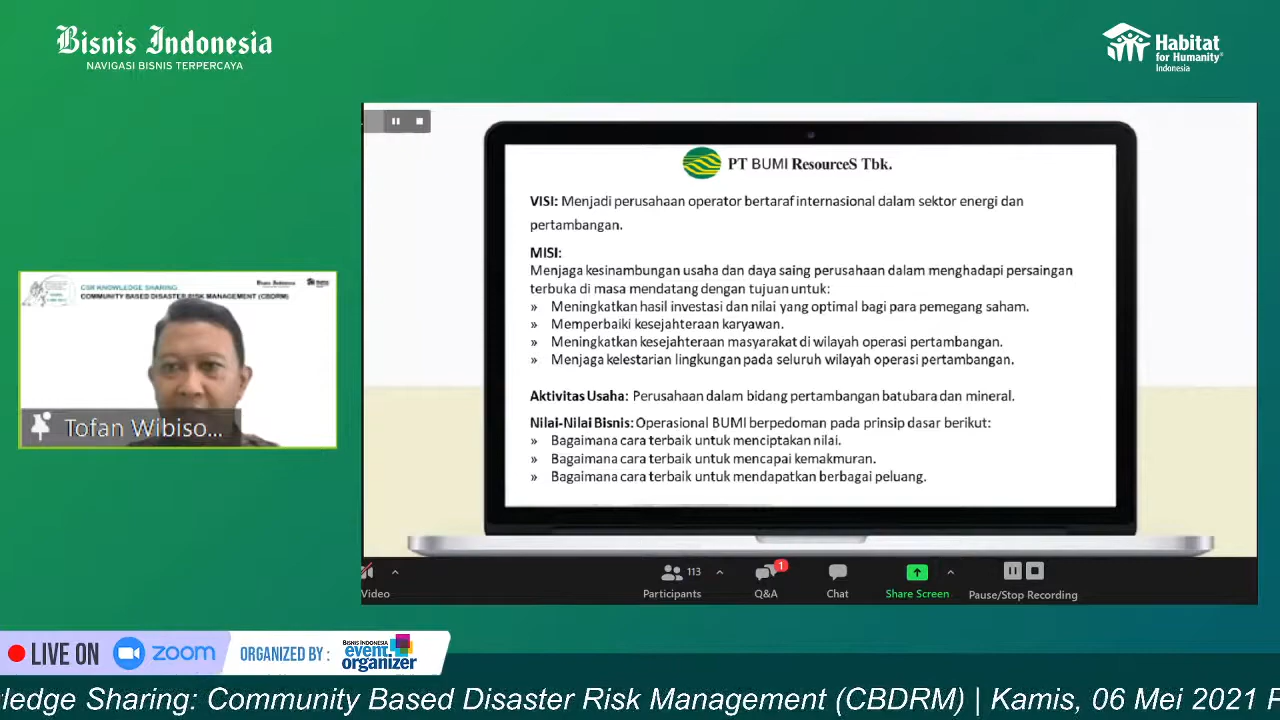 Bisnis Indonesia
NAVIGASI BISNIS TERPERCAYA
Habitat
for Humanity®
Indonesia
PT BUMI ResourceS Tbk.
VISI: Menjadi perusahaan operator bertaraf internasional dalam sektor energi dan
pertambangan.
MISI:
Menjaga kesinambungan usaha dan daya saing perusahaan dalam menghadapi persaingan
terbuka di masa mendatang dengan tujuan untuk:
» Meningkatkan hasil investasi dan nilai yang optimal bagi para pemegang saham.
» Memperbaiki kesejahteraan karyawan.
» Meningkatkan kesejahteraan masyarakat di wilayah operasi pertambangan.
» Menjaga kelestarian lingkungan pada seluruh wilayah operasi pertambangan.
Aktivitas Usaha: Perusahaan dalam bidang pertambangan batubara dan mineral.
Nilai-Nilai Bisnis: Operasional BUMI berpedoman pada prinsip dasar berikut:
» Bagaimana cara terbaik untuk menciptakan nilai.
» Bagaimana cara terbaik untuk mencapai kemakmuran.
» Bagaimana cara terbaik untuk mendapatkan berbagai peluang.
CSR KNOWLEDGE SHARING:
COMMUNITY BASED DISASTER RISK MANAGEMENT (CBDRM)
Tofan Wibiso...
Video
113
Participants
1
Q&A
Chat
Share Screen
Pause/Stop Recording
LIVE ON zoom
ORGANIZED BY :
BISNIS INDONESIA
event
organizer
ledge Sharing: Community Based Disaster Risk Management (CBDRM) | Kamis, 06 Mei 2021 P